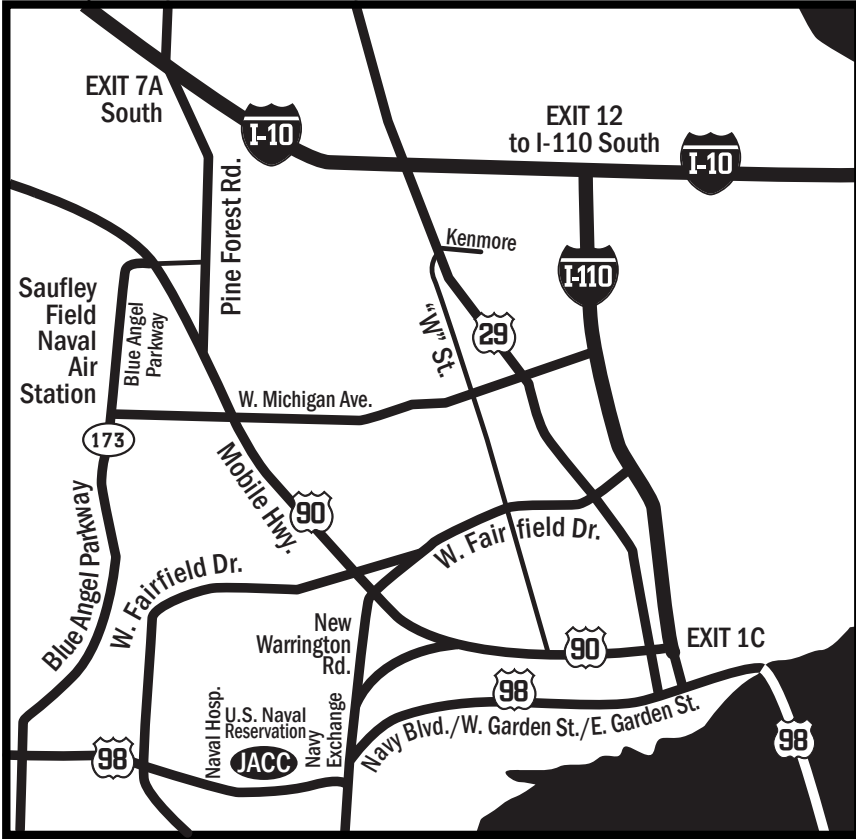 EXIT 7A
South
I-10
EXIT 12
to I-110 South
I-10
Pine Forest Rd.
Kenmore
I-110
Saufley
Field
Naval
Air
Station
Blue Angel
Parkway
"W" St.
29
W. Michigan Ave.
173
Mobile Hwy.
90
Blue Angel Parkway
W. Fairfield Dr.
W. Fairfield Dr.
New
Warrington
Rd.
90
EXIT 1C
98
Naval Hosp.
U.S. Naval
Reservation
JACC
Navy
Exchange
Navy Blvd./W. Garden St./E. Garden St.
98
98